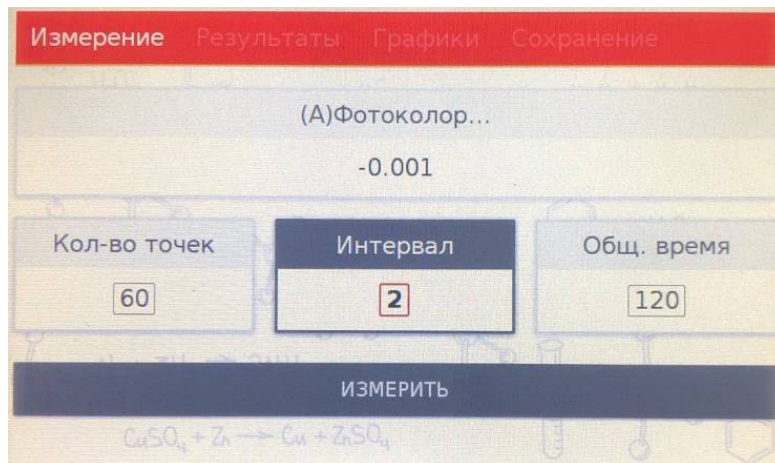 Измерение Результаты Графики Сохранение
(А)Фотоколор...
-0.001
Кол-во точек Интервал Общ. время
60 2 120
ИЗМЕРИТЬ
CuSO₄ + Zn → Cu + ZnSO₄